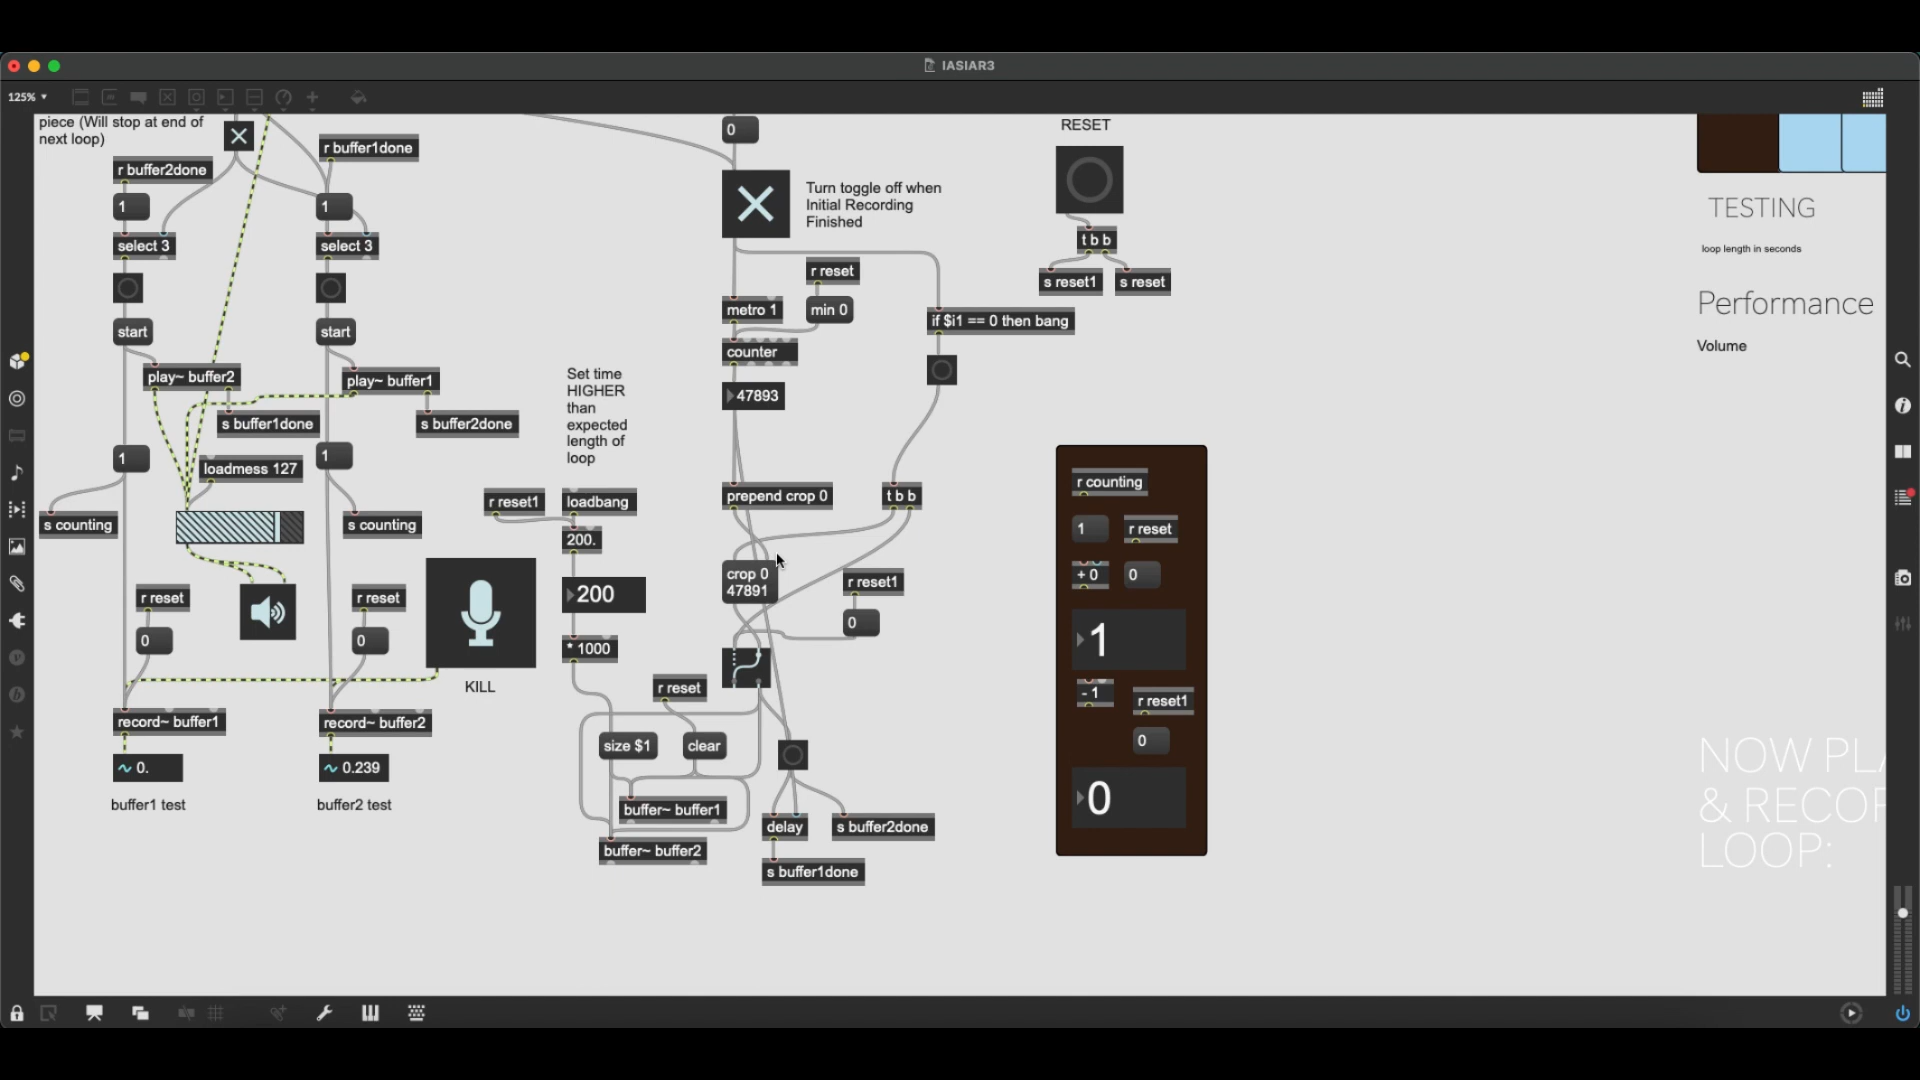 IASIAR3
125%
piece (Will stop at end of
next loop)
r buffer2done
1
select 3
start
play~ buffer2
s buffer1done
1
loadmess 127
s counting
r reset
0
record~ buffer1
0.
buffer1 test
r buffer1done
1
select 3
start
play~ buffer1
s buffer2done
1
s counting
r reset
0
record~ buffer2
0.239
buffer2 test
KILL
Set time
HIGHER
than
expected
length of
loop
r reset1
loadbang
200.
200
* 1000
r reset
size $1
clear
buffer~ buffer1
buffer~ buffer2
0
Turn toggle off when
Initial Recording
Finished
r reset
metro 1
min 0
counter
47893
if $i1 == 0 then bang
prepend crop 0
t b b
crop 0
47891
r reset1
0
delay
s buffer2done
s buffer1done
RESET
t b b
s reset1
s reset
r counting
1
r reset
+ 0
0
1
- 1
r reset1
0
0
TESTING
loop length in seconds
Performance
Volume
NOW PLA
& RECOR
LOOP: